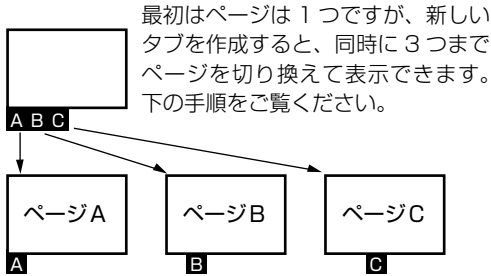 最初はページは 1 つですが、新しい
タブを作成すると、同時に 3 つまで
ページを切り換えて表示できます。
下の手順をご覧ください。
A B C
ページA ページB ページC
A B C